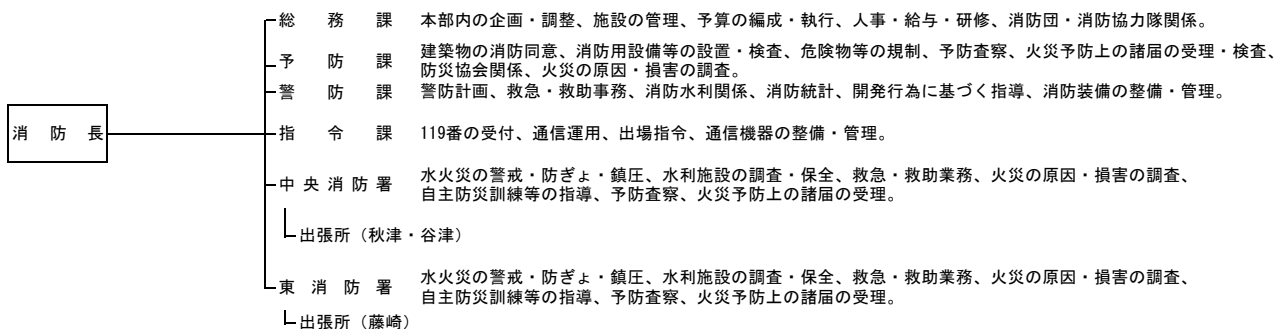 総務課 本部内の企画・調整、施設の管理、予算の編成・執行、人事・給与・研修、消防団・消防協力隊関係。
予防課 建築物の消防同意、消防用設備等の設置・検査、危険物等の規制、予防査察、火災予防上の諸届の受理・検査、
防災協会関係、火災の原因・損害の調査。
警防課 警防計画、救急・救助事務、消防水利関係、消防統計、開発行為に基づく指導、消防装備の整備・管理。
消防長
指令課 119番の受付、通信運用、出場指令、通信機器の整備・管理。
中央消防署 水火災の警戒・防ぎょ・鎮圧、水利施設の調査・保全、救急・救助業務、火災の原因・損害の調査、
自主防災訓練等の指導、予防査察、火災予防上の諸届の受理。
出張所（秋津・谷津）
東消防署 水火災の警戒・防ぎょ・鎮圧、水利施設の調査・保全、救急・救助業務、火災の原因・損害の調査、
自主防災訓練等の指導、予防査察、火災予防上の諸届の受理。
出張所（藤崎）